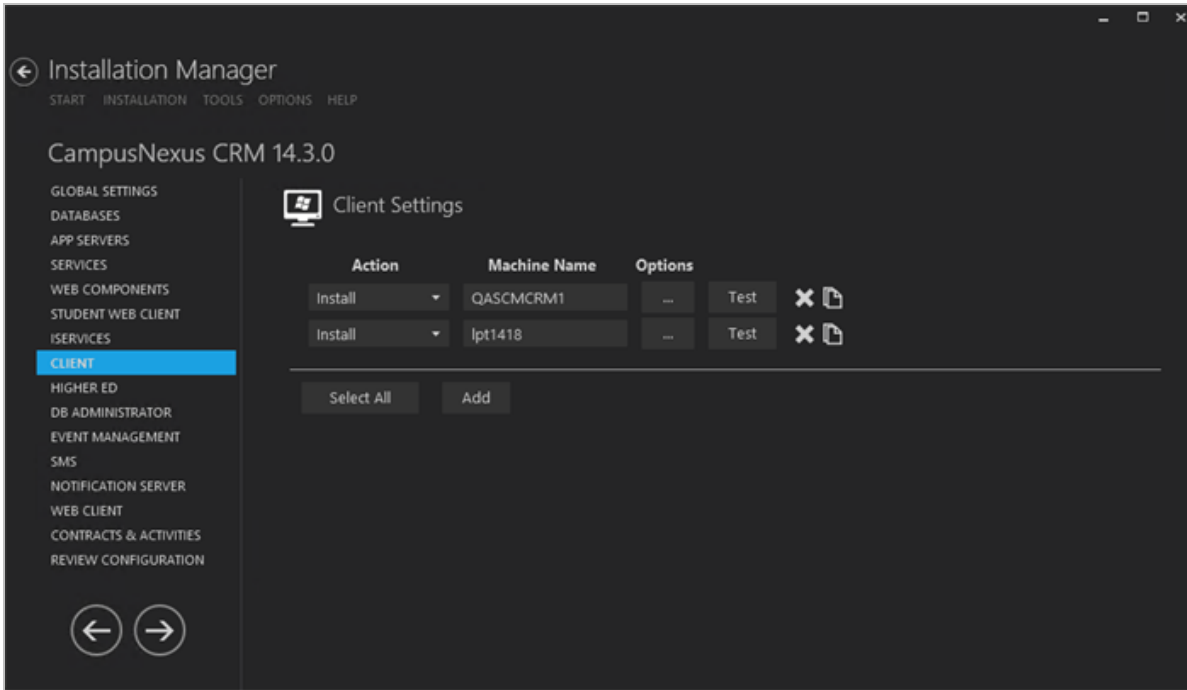 Installation Manager
START INSTALLATION TOOLS OPTIONS HELP
CampusNexus CRM 14.3.0
GLOBAL SETTINGS
DATABASES
APP SERVERS
SERVICES
WEB COMPONENTS
STUDENT WEB CLIENT
ISERVICES
CLIENT
HIGHER ED
DB ADMINISTRATOR
EVENT MANAGEMENT
SMS
NOTIFICATION SERVER
WEB CLIENT
CONTRACTS & ACTIVITIES
REVIEW CONFIGURATION
Client Settings
Action Machine Name Options
Install QASCMCRM1 ... Test
Install lpt1418 ... Test
Select All Add